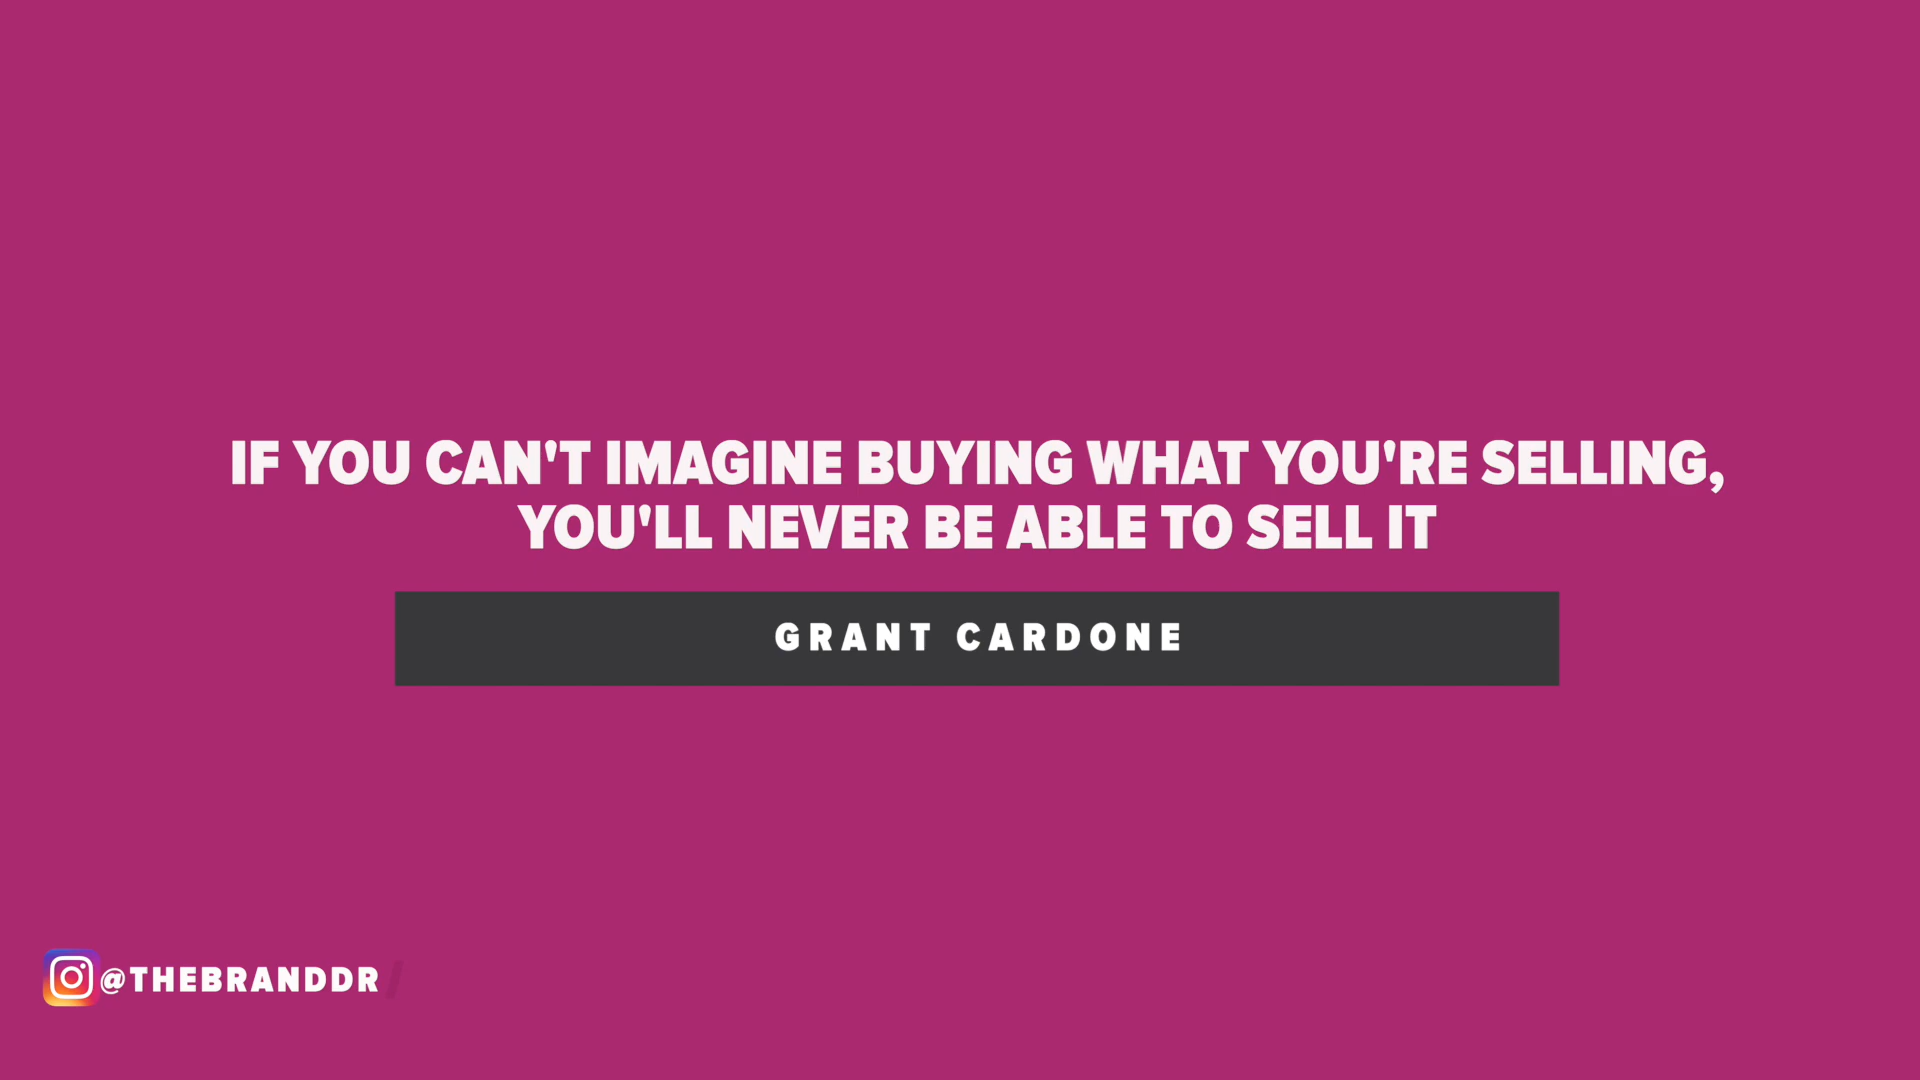 IF YOU CAN'T IMAGINE BUYING WHAT YOU'RE SELLING,
YOU'LL NEVER BE ABLE TO SELL IT
GRANT CARDONE
@THEBRANDDR